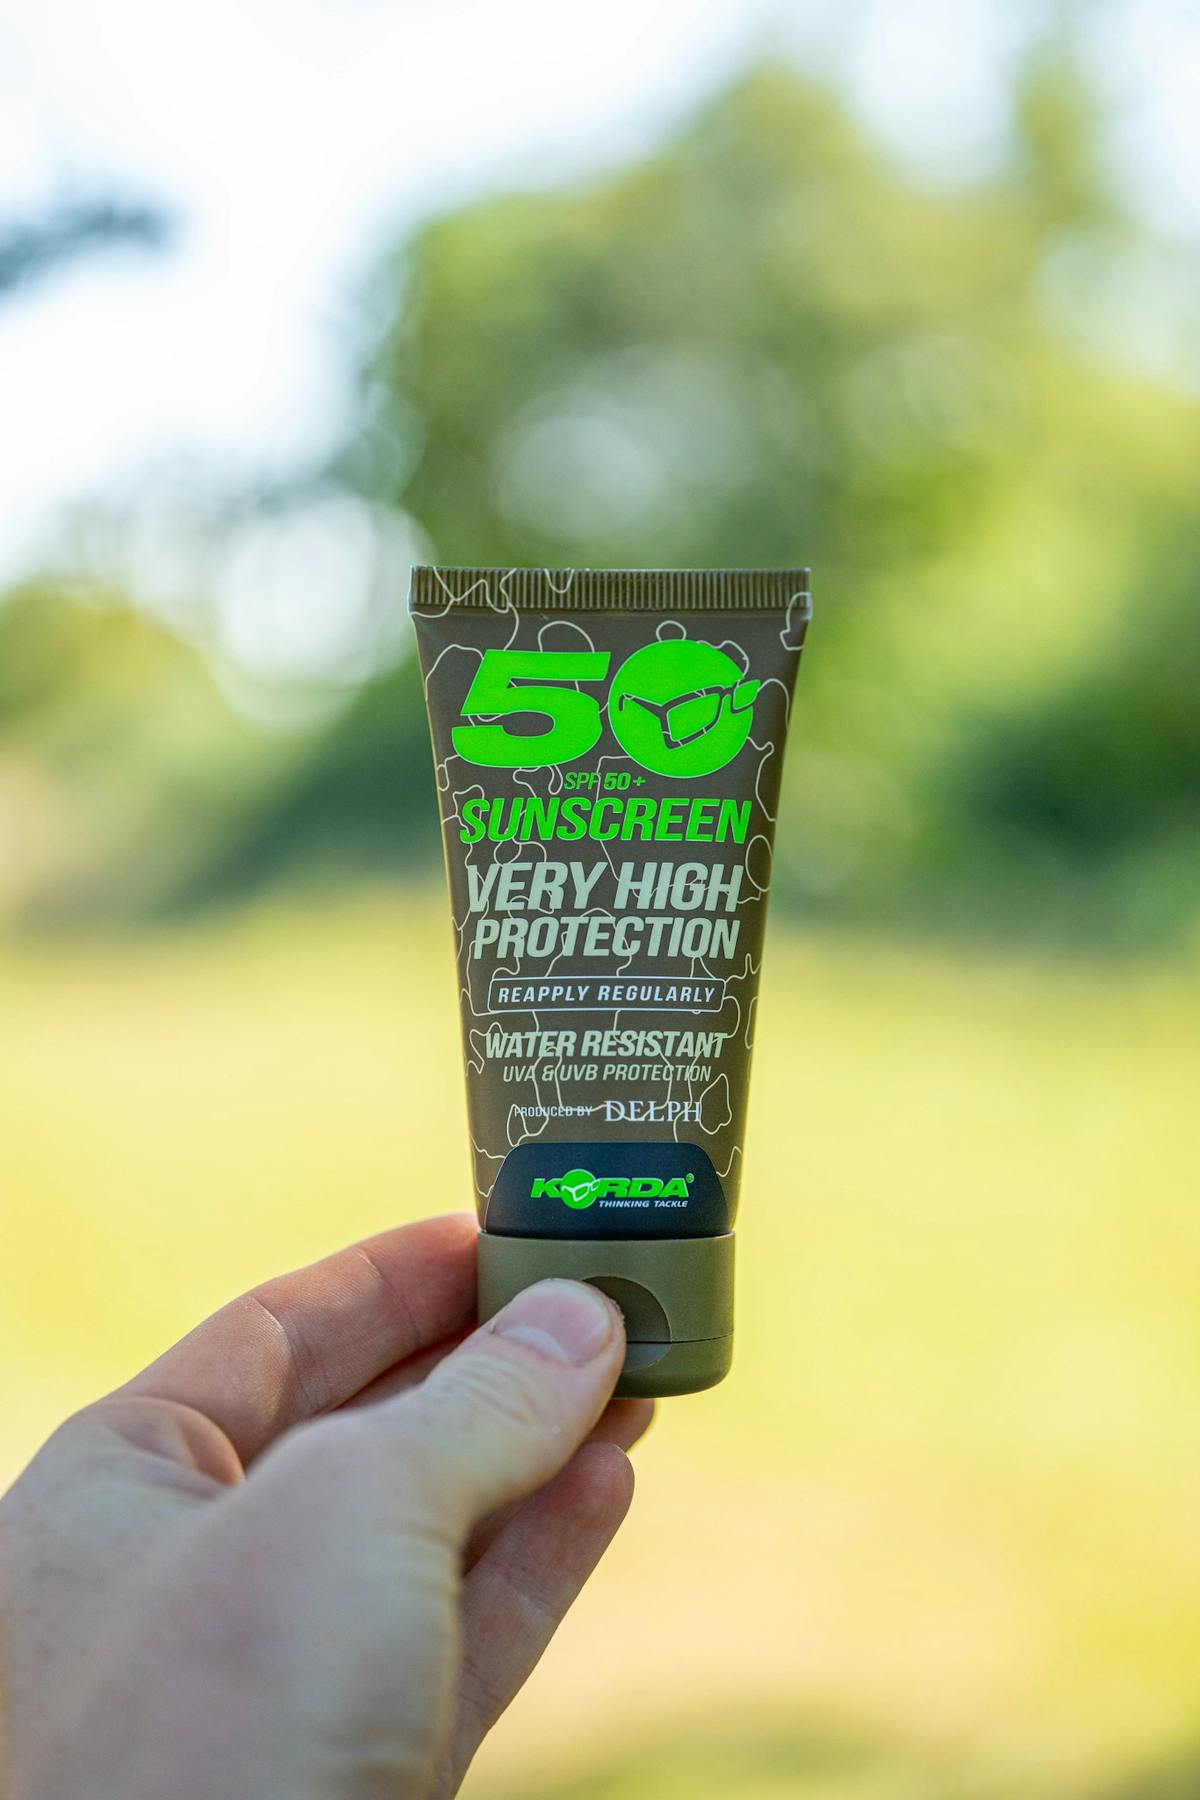 50
SPF 50+
SUNSCREEN
VERY HIGH
PROTECTION
REAPPLY REGULARLY
WATER RESISTANT
UVA & UVB PROTECTION
PRODUCED BY DELPH
KORDA®
THINKING TACKLE